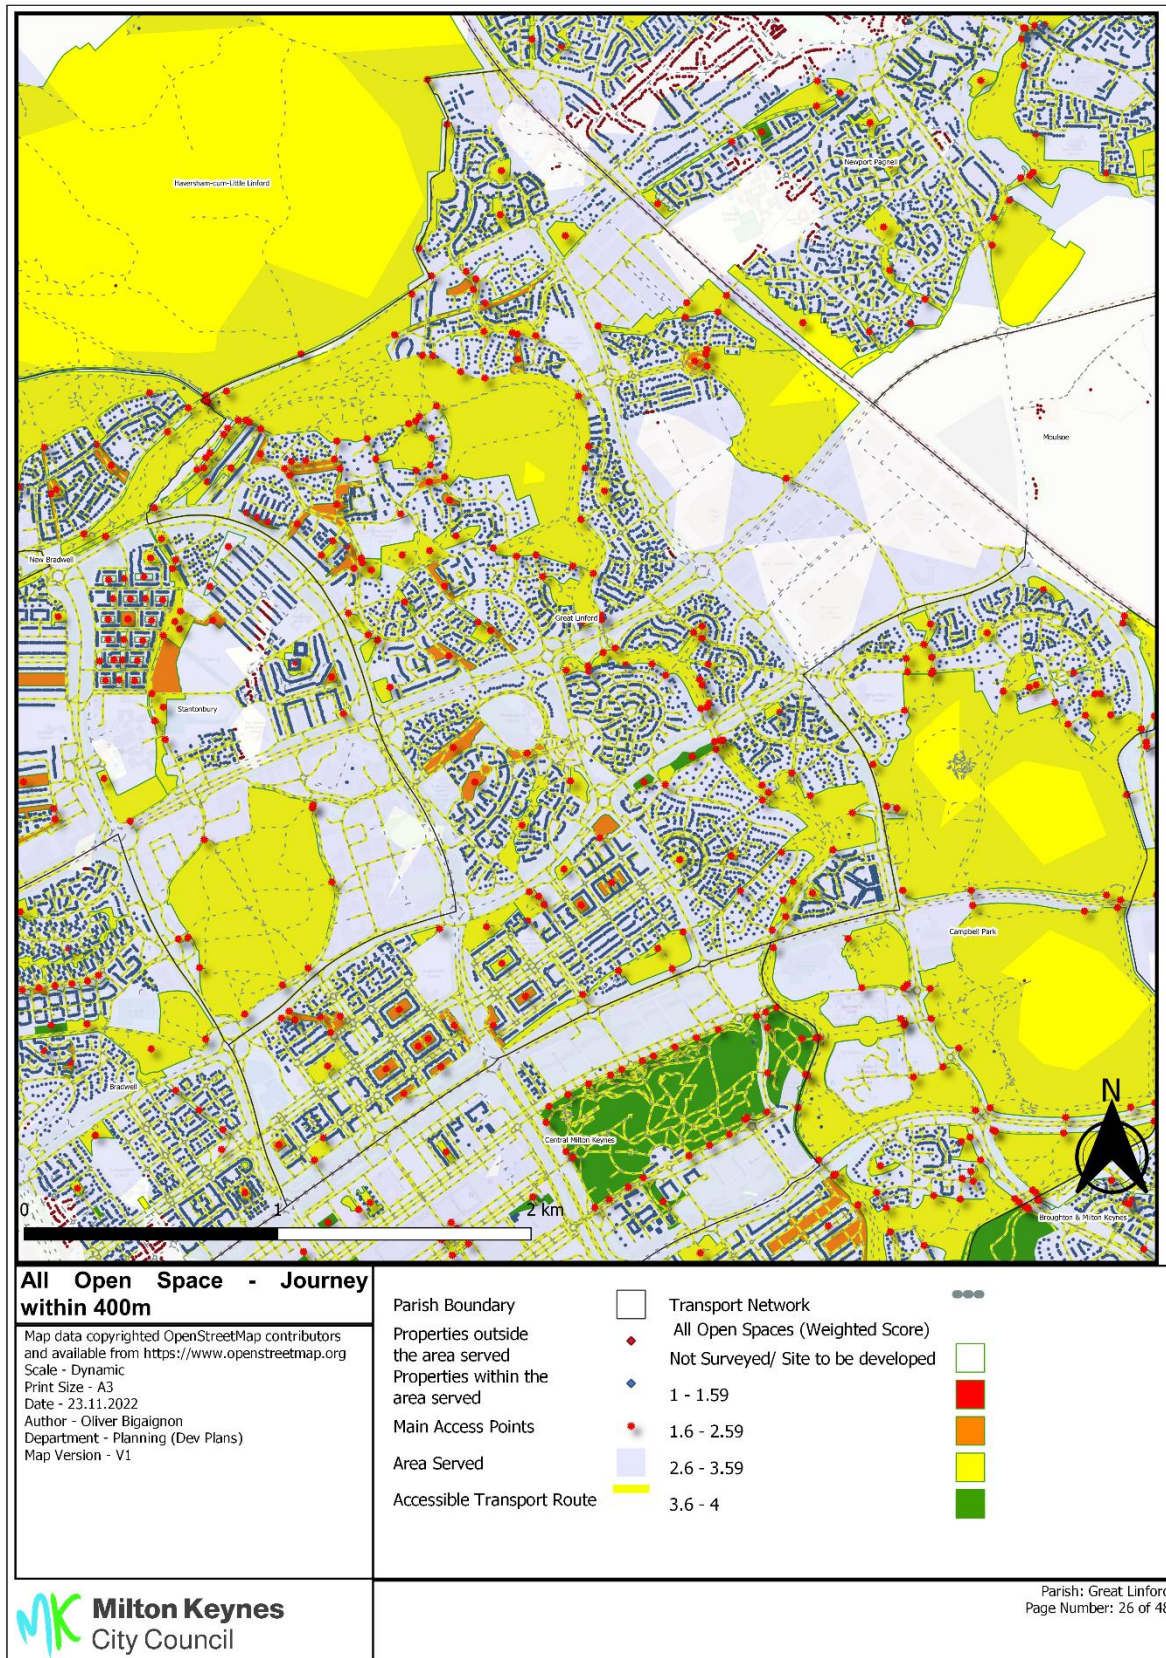 Haversham-cum-Little Linford
Newport Pagnell
Moulsoe
New Bradwell
Great Linford
Stantonbury
Campbell Park
Bradwell
Central Milton Keynes
N
Broughton & Milton Keynes
0 1 2 km
All Open Space - Journey
within 400m
Map data copyrighted OpenStreetMap contributors
and available from https://www.openstreetmap.org
Scale - Dynamic
Print Size - A3
Date - 23.11.2022
Author - Oliver Bigaignon
Department - Planning (Dev Plans)
Map Version - V1
Parish Boundary
Properties outside
the area served
Properties within the
area served
Main Access Points
Area Served
Accessible Transport Route
Transport Network
All Open Spaces (Weighted Score)
Not Surveyed/ Site to be developed
1 - 1.59
1.6 - 2.59
2.6 - 3.59
3.6 - 4
MK Milton Keynes
City Council
Parish: Great Linford
Page Number: 26 of 48